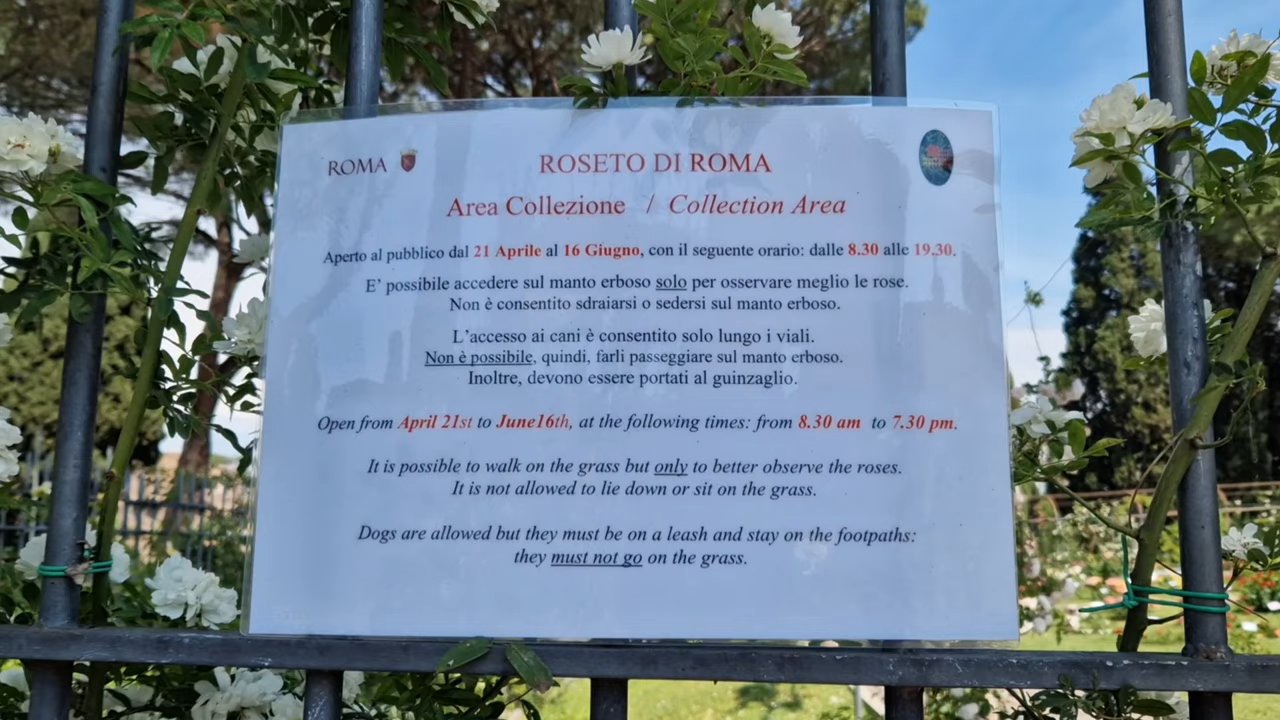 ROMA
ROSETO DI ROMA
Area Collezione / Collection Area
Aperto al pubblico dal 21 Aprile al 16 Giugno, con il seguente orario: dalle 8.30 alle 19.30.
E' possibile accedere sul manto erboso solo per osservare meglio le rose.
Non è consentito sdraiarsi o sedersi sul manto erboso.
L'accesso ai cani è consentito solo lungo i viali.
Non è possibile, quindi, farli passeggiare sul manto erboso.
Inoltre, devono essere portati al guinzaglio.
Open from April 21st to June16th, at the following times: from 8.30 am to 7.30 pm.
It is possible to walk on the grass but only to better observe the roses.
It is not allowed to lie down or sit on the grass.
Dogs are allowed but they must be on a leash and stay on the footpaths:
they must not go on the grass.